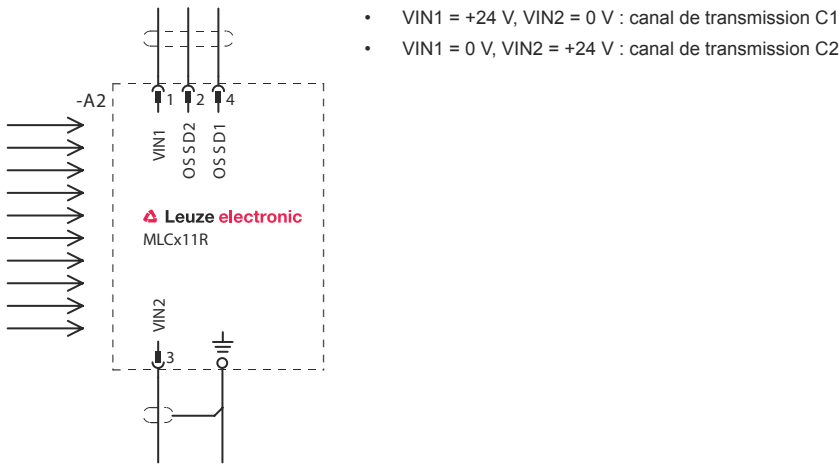 • VIN1 = +24 V, VIN2 = 0 V : canal de transmission C1
• VIN1 = 0 V, VIN2 = +24 V : canal de transmission C2
-A2
1 2 4
VIN1
OSSD2
OSSD1
Leuze electronic
MLCx11R
VIN2
3